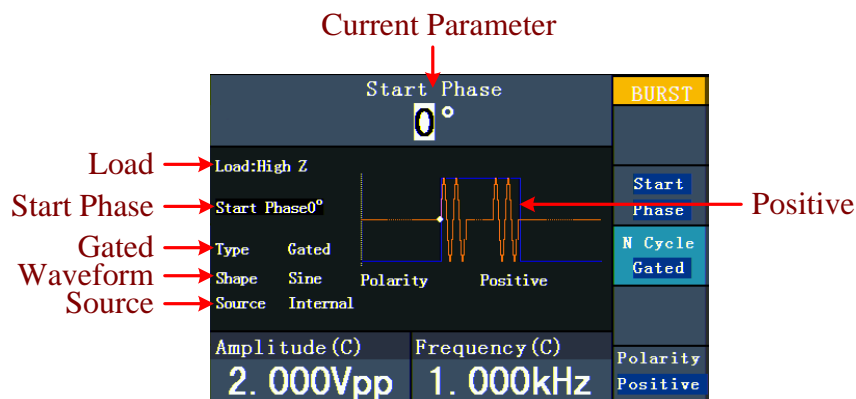 Current Parameter
Start Phase
0°
BURST
Load
Load:High Z
Start Phase
Start Phase0°
Gated
Type Gated
Waveform
Shape Sine
Source
Source Internal
Polarity Positive
Positive
Start
Phase
N Cycle
Gated
Polarity
Positive
Amplitude(C)
2.000Vpp
Frequency(C)
1.000kHz